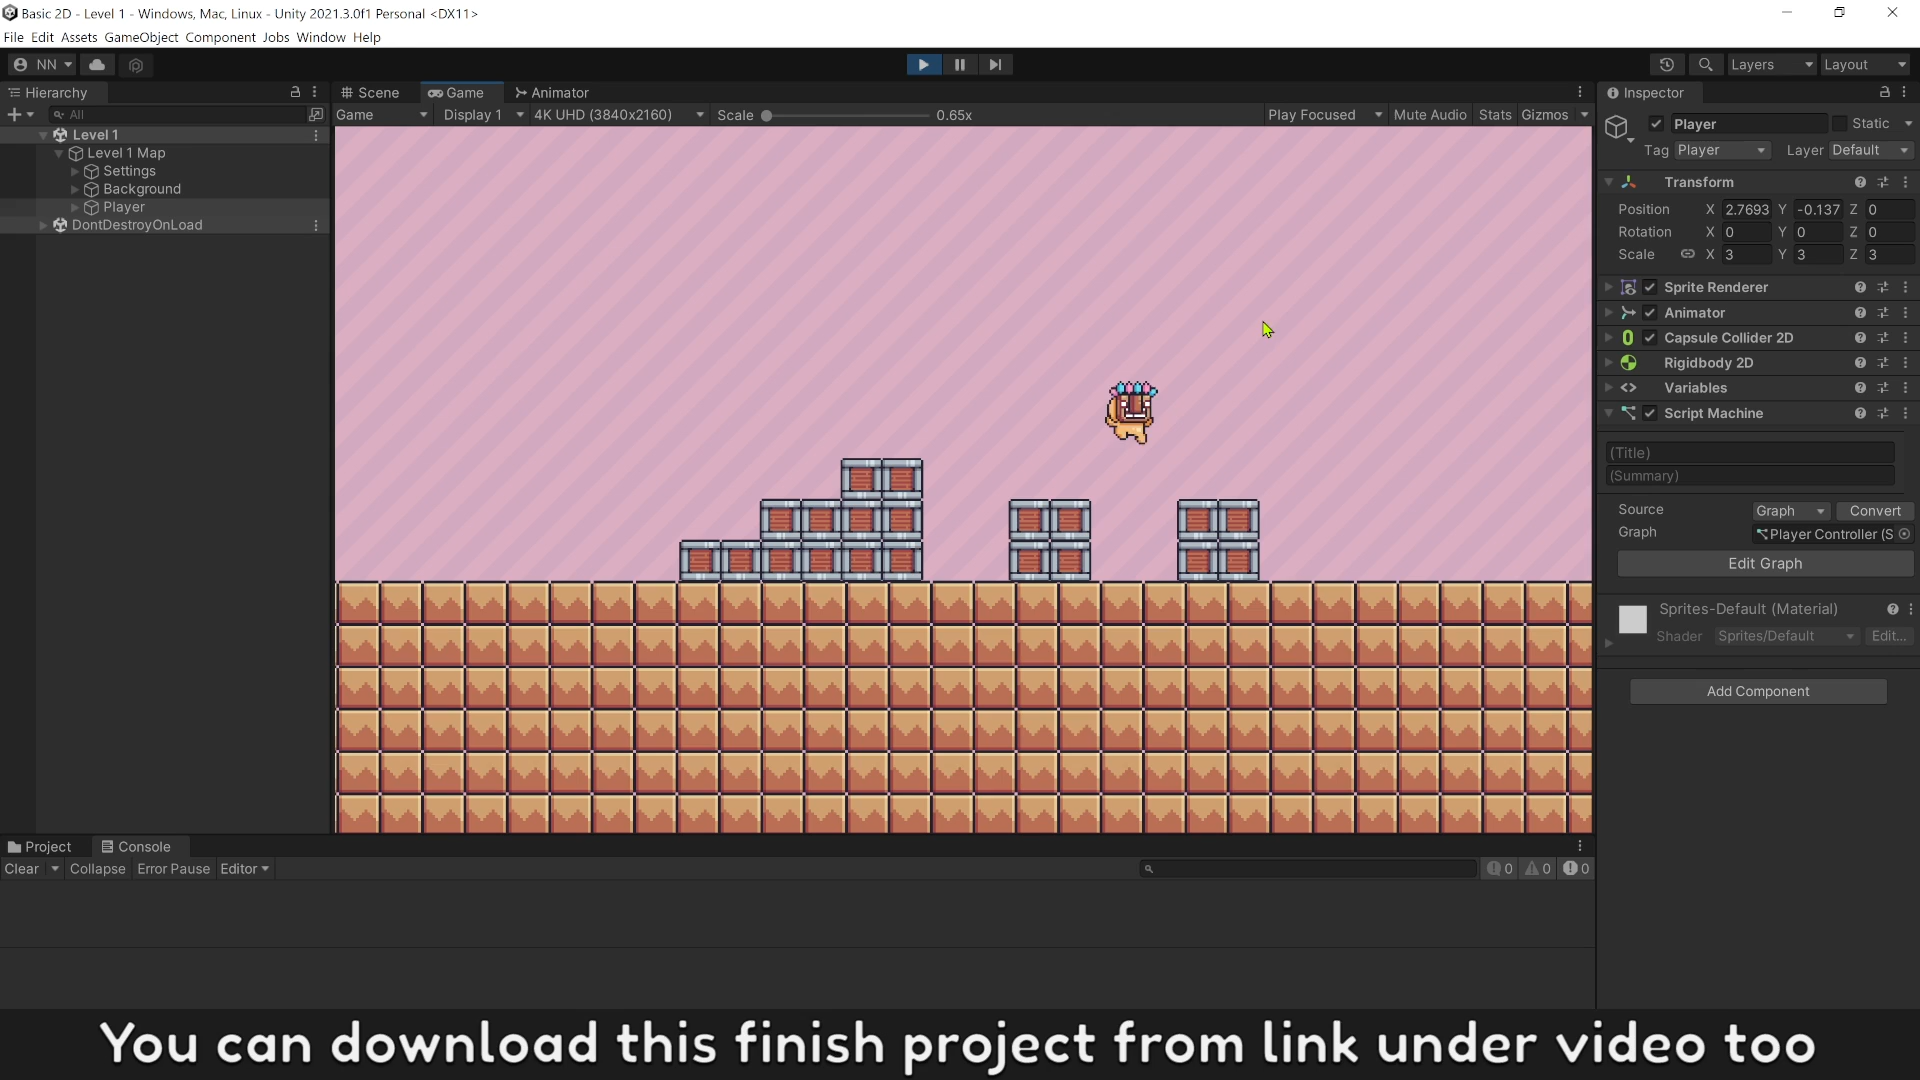 Basic 2D - Level 1 - Windows, Mac, Linux - Unity 2021.3.0f1 Personal <DX11>
File Edit Assets GameObject Component Jobs Window Help
NN
Layers
Layout
Hierarchy
All
Level 1
Level 1 Map
Settings
Background
Player
DontDestroyOnLoad
Scene Game Animator
Game Display 1 4K UHD (3840x2160) Scale 0.65x Play Focused Mute Audio Stats Gizmos
Inspector
Player Static
Tag Player Layer Default
Transform
Position X 2.7693 Y -0.137 Z 0
Rotation X 0 Y 0 Z 0
Scale X 3 Y 3 Z 3
Sprite Renderer
Animator
Capsule Collider 2D
Rigidbody 2D
Variables
Script Machine
(Title)
(Summary)
Source Graph Convert
Graph Player Controller (S
Edit Graph
Sprites-Default (Material)
Shader Sprites/Default Edit...
Add Component
Project Console
Clear Collapse Error Pause Editor 0 0 0
You can download this finish project from link under video too